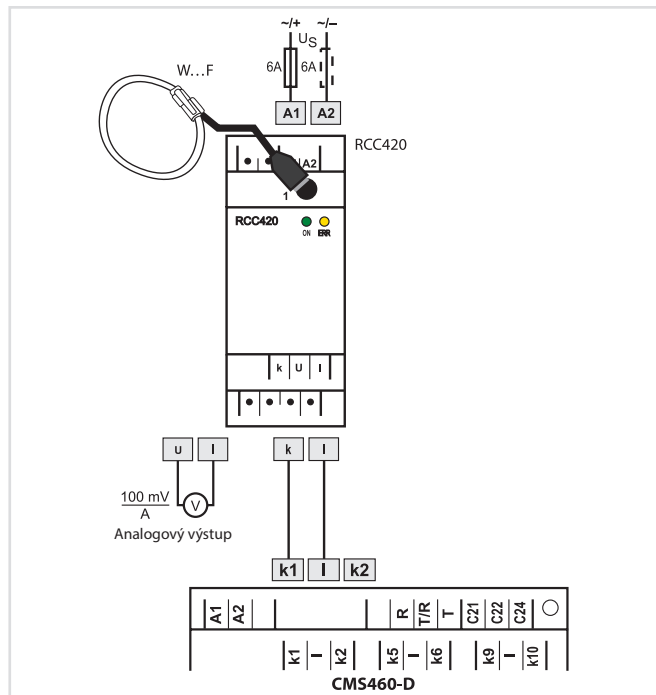 ~/+ ~/–
US
6A 6A
W…F
A1 A2
RCC420
A2
1
RCC420
ON ERR
k U I
U I k I
100 mV
A
V
Analogový výstup
k1 I k2
A1 A2 R T/R T C21 C22 C24
k1 I k2 k5 I k6 k9 I k10
CMS460-D